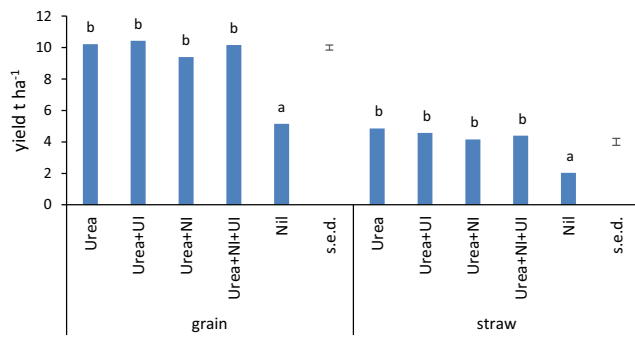 yield t ha⁻¹
12
10
8
6
4
2
0
b
b
b
b
a
b
b
b
b
a
Urea
Urea+UI
Urea+NI
Urea+NI+UI
Nil
s.e.d.
Urea
Urea+UI
Urea+NI
Urea+NI+UI
Nil
s.e.d.
grain
straw